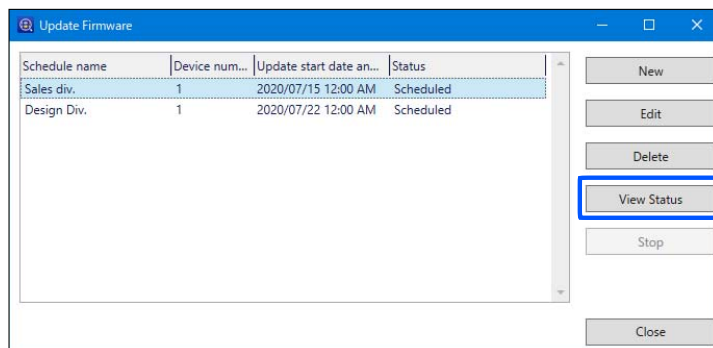 Update Firmware
Schedule name Device num... Update start date an... Status
Sales div. 1 2020/07/15 12:00 AM Scheduled
Design Div. 1 2020/07/22 12:00 AM Scheduled
New
Edit
Delete
View Status
Stop
Close